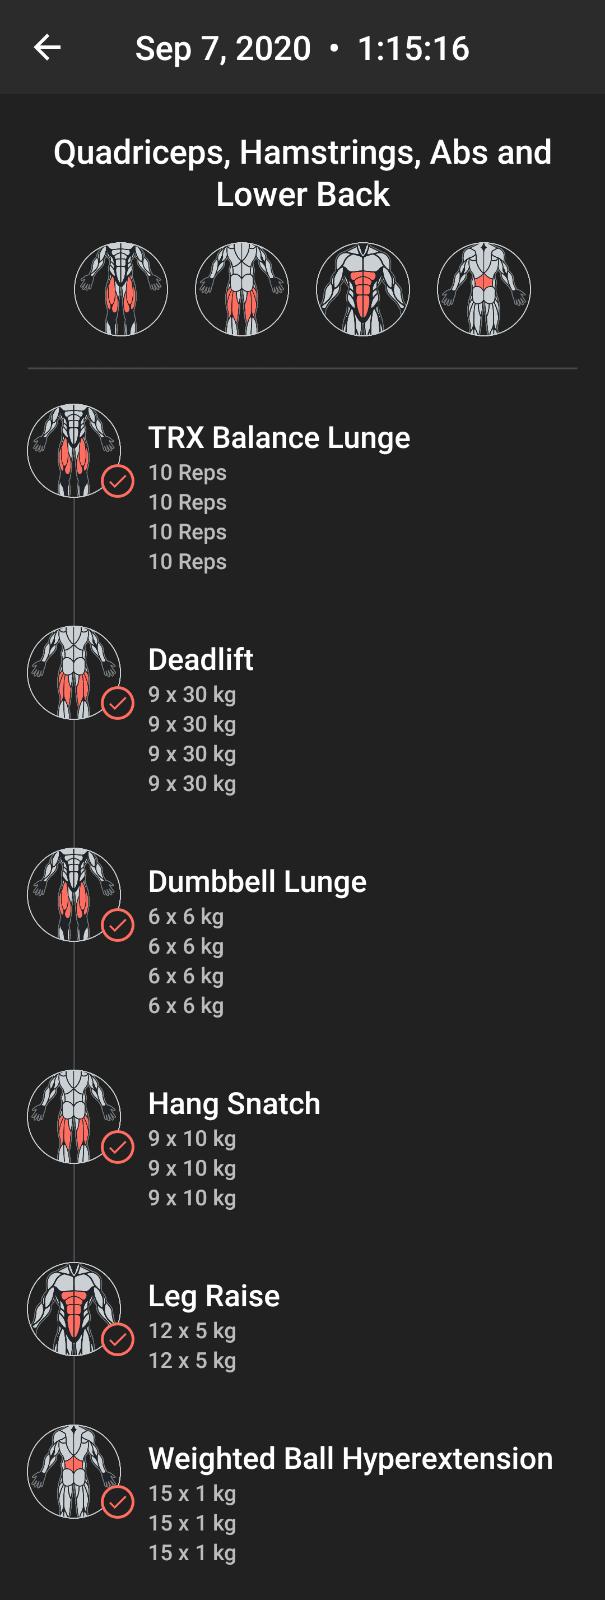 Sep 7, 2020 • 1:15:16
Quadriceps, Hamstrings, Abs and
Lower Back
TRX Balance Lunge
10 Reps
10 Reps
10 Reps
10 Reps
Deadlift
9 x 30 kg
9 x 30 kg
9 x 30 kg
9 x 30 kg
Dumbbell Lunge
6 x 6 kg
6 x 6 kg
6 x 6 kg
6 x 6 kg
Hang Snatch
9 x 10 kg
9 x 10 kg
9 x 10 kg
Leg Raise
12 x 5 kg
12 x 5 kg
Weighted Ball Hyperextension
15 x 1 kg
15 x 1 kg
15 x 1 kg